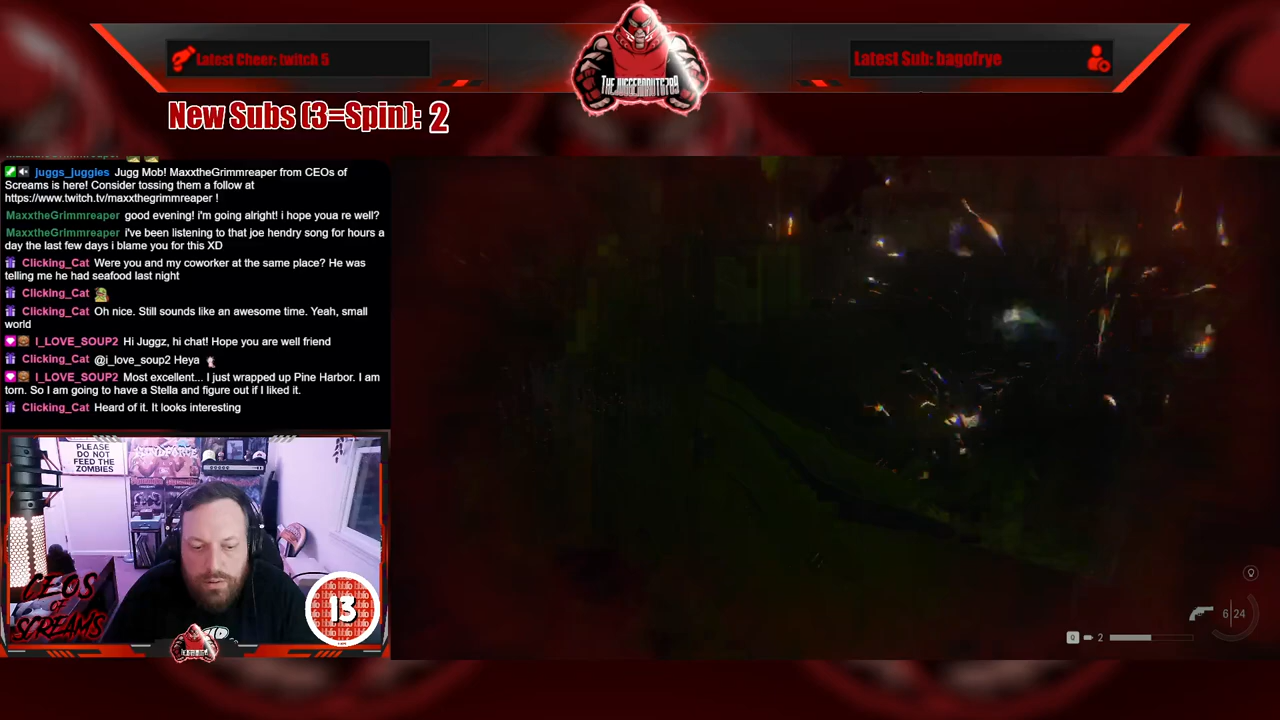 Latest Cheer: twitch 5
THEJUGGERNAUT6789
Latest Sub: bagofrye
New Subs (3=Spin): 2
juggs_juggies Jugg Mob! MaxxtheGrimmreaper from CEOs of
Screams is here! Consider tossing them a follow at
https://www.twitch.tv/maxxthegrimmreaper !
MaxxtheGrimmreaper good evening! i'm going alright! i hope youa re well?
MaxxtheGrimmreaper i've been listening to that joe hendry song for hours a
day the last few days i blame you for this XD
Clicking_Cat Were you and my coworker at the same place? He was
telling me he had seafood last night
Clicking_Cat
Clicking_Cat Oh nice. Still sounds like an awesome time. Yeah, small
world
I_LOVE_SOUP2 Hi Juggz, hi chat! Hope you are well friend
Clicking_Cat @i_love_soup2 Heya
I_LOVE_SOUP2 Most excellent... I just wrapped up Pine Harbor. I am
torn. So I am going to have a Stella and figure out if I liked it.
Clicking_Cat Heard of it. It looks interesting
PLEASE
DO NOT
FEED THE
ZOMBIES
CEOS
OF
SCREAMS
13
6|24
Q 2